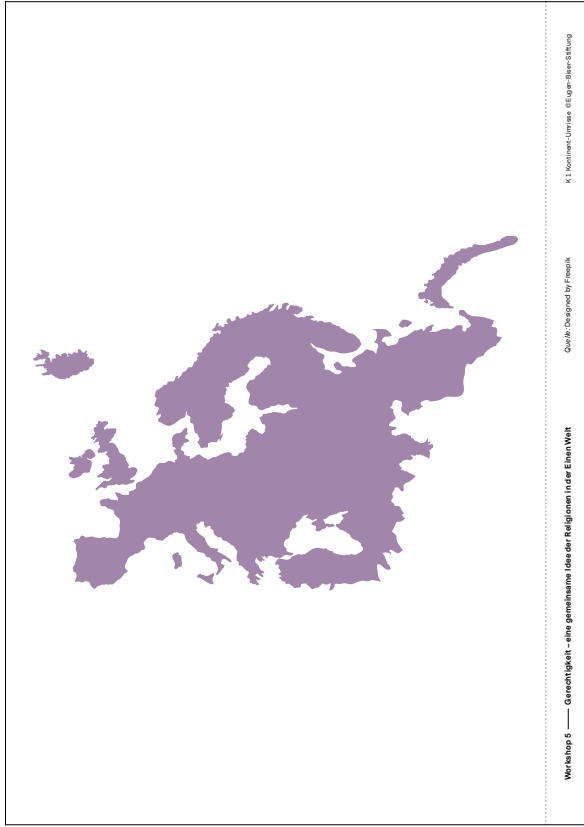 Workshop 5 —— Gerechtigkeit – eine gemeinsame Idee der Religionen in der Einen Welt
Quelle: Designed by Freepik
K 1 Kontinent-Umrisse ©Eugen-Biser-Stiftung